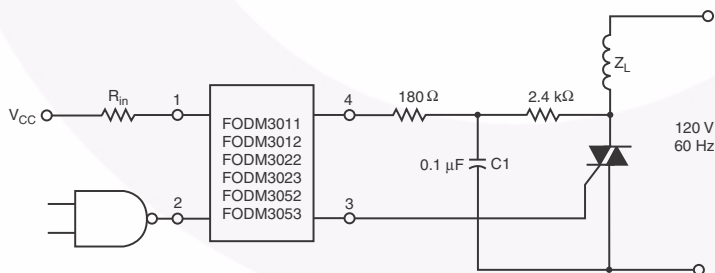 Z_L
R_in
1
4
180 Ω
2.4 kΩ
V_CC
120 V
60 Hz
FODM3011
FODM3012
FODM3022
FODM3023
FODM3052
FODM3053
0.1 µF
C1
2
3